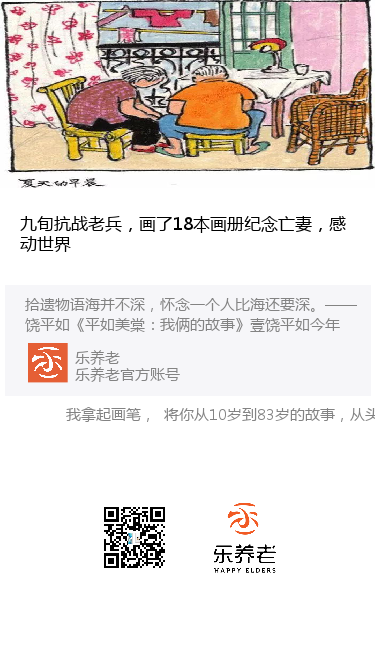 夏天的早晨
九旬抗战老兵，画了18本画册纪念亡妻，感
动世界
拾遗物语海并不深，怀念一个人比海还要深。——
饶平如《平如美棠：我俩的故事》壹饶平如今年
乐养老
乐养老官方账号
我拿起画笔， 将你从10岁到83岁的故事，从头
乐养老
HAPPY ELDERS